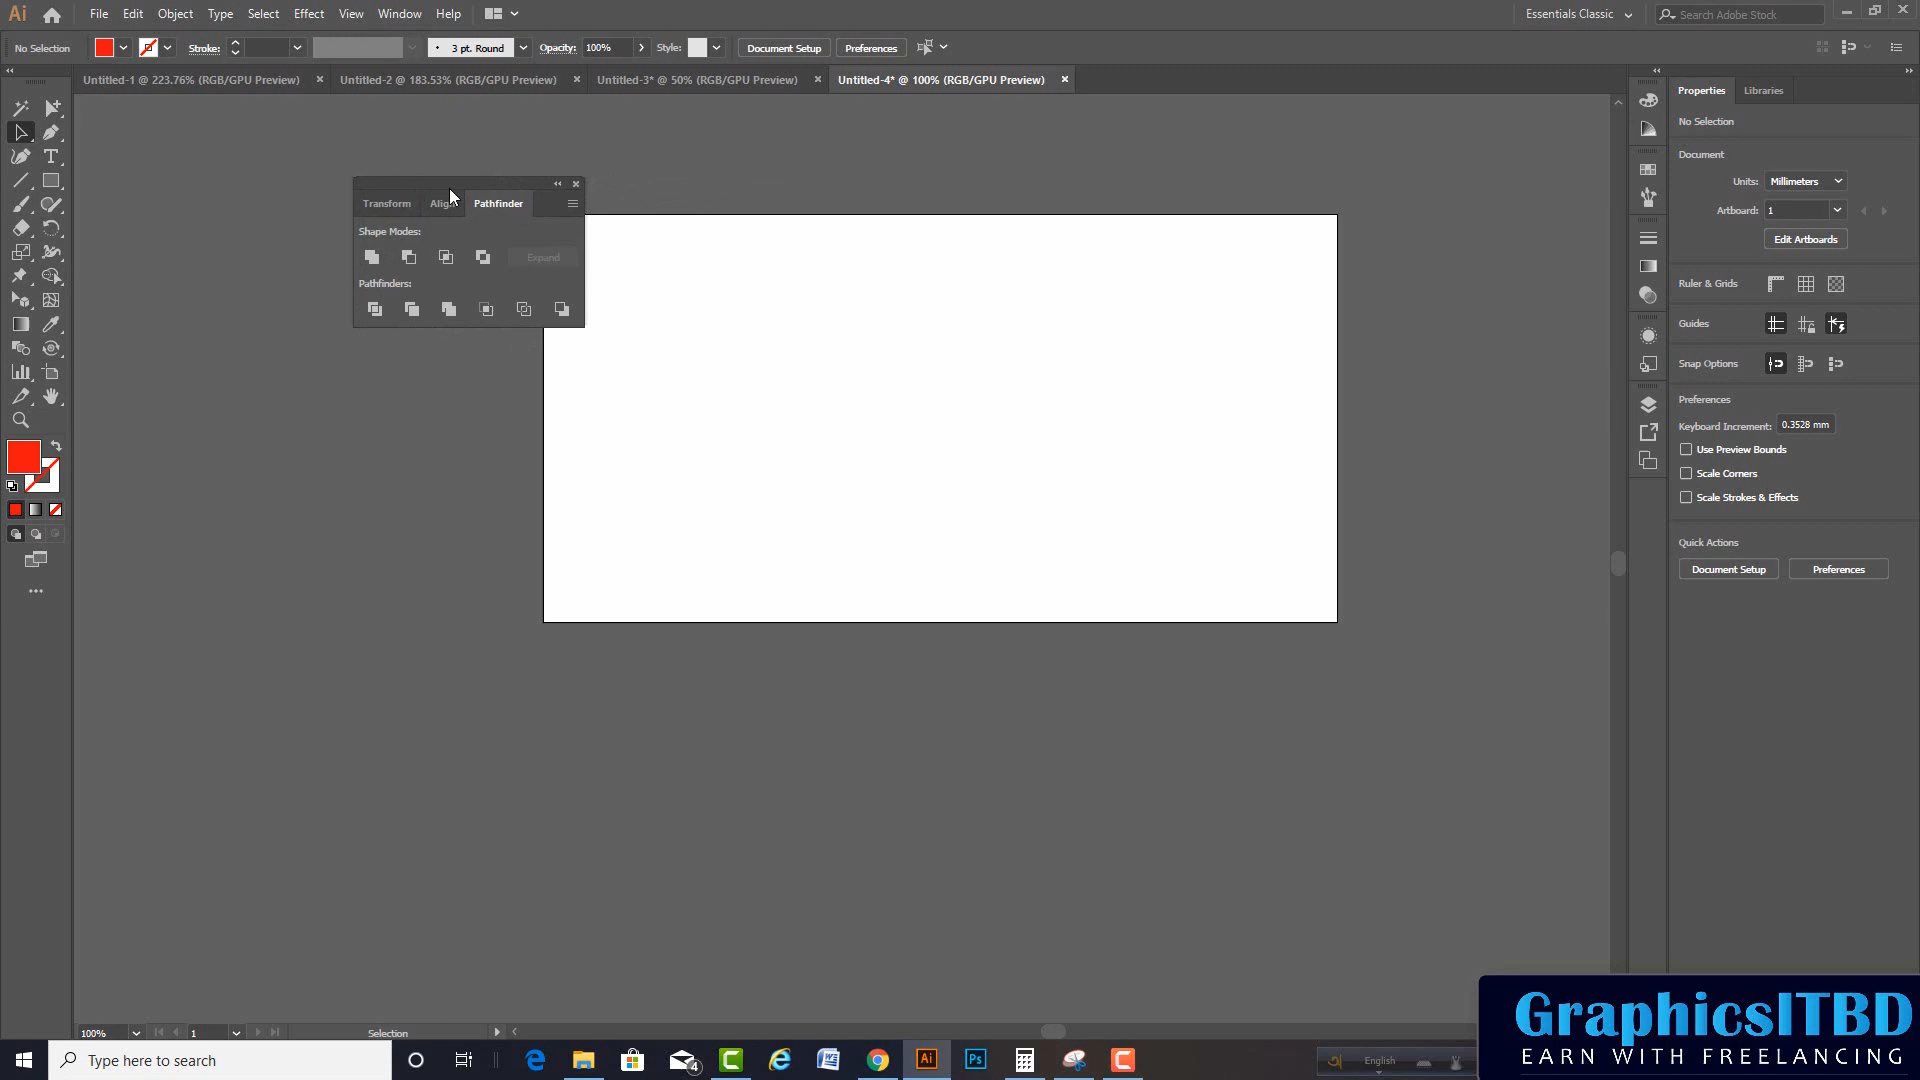 Ai File Edit Object Type Select Effect View Window Help Essentials Classic Search Adobe Stock
No Selection Stroke: 3 pt. Round Opacity: 100% Style: Document Setup Preferences
Untitled-1 @ 223.76% (RGB/GPU Preview) Untitled-2 @ 183.53% (RGB/GPU Preview) Untitled-3* @ 50% (RGB/GPU Preview) Untitled-4* @ 100% (RGB/GPU Preview)
Transform Pathfinder
Shape Modes:
Expand
Pathfinders:
Properties Libraries
No Selection
Document
Units: Millimeters
Artboard: 1
Edit Artboards
Ruler & Grids
Guides
Snap Options
Preferences
Keyboard Increment: 0.3528 mm
Use Preview Bounds
Scale Corners
Scale Strokes & Effects
Quick Actions
Document Setup Preferences
100% 1 Selection
Type here to search 4 Ai Ps English
GraphicsITBD
EARN WITH FREELANCING